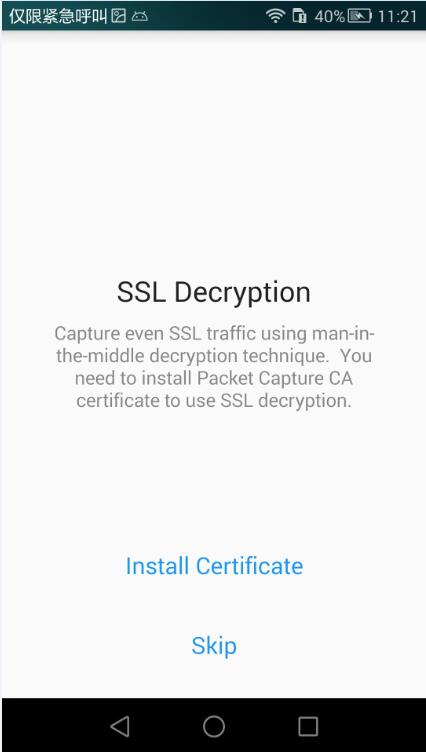 仅限紧急呼叫 40% 11:21
SSL Decryption
Capture even SSL traffic using man-in-
the-middle decryption technique.  You
need to install Packet Capture CA
certificate to use SSL decryption.
Install Certificate
Skip